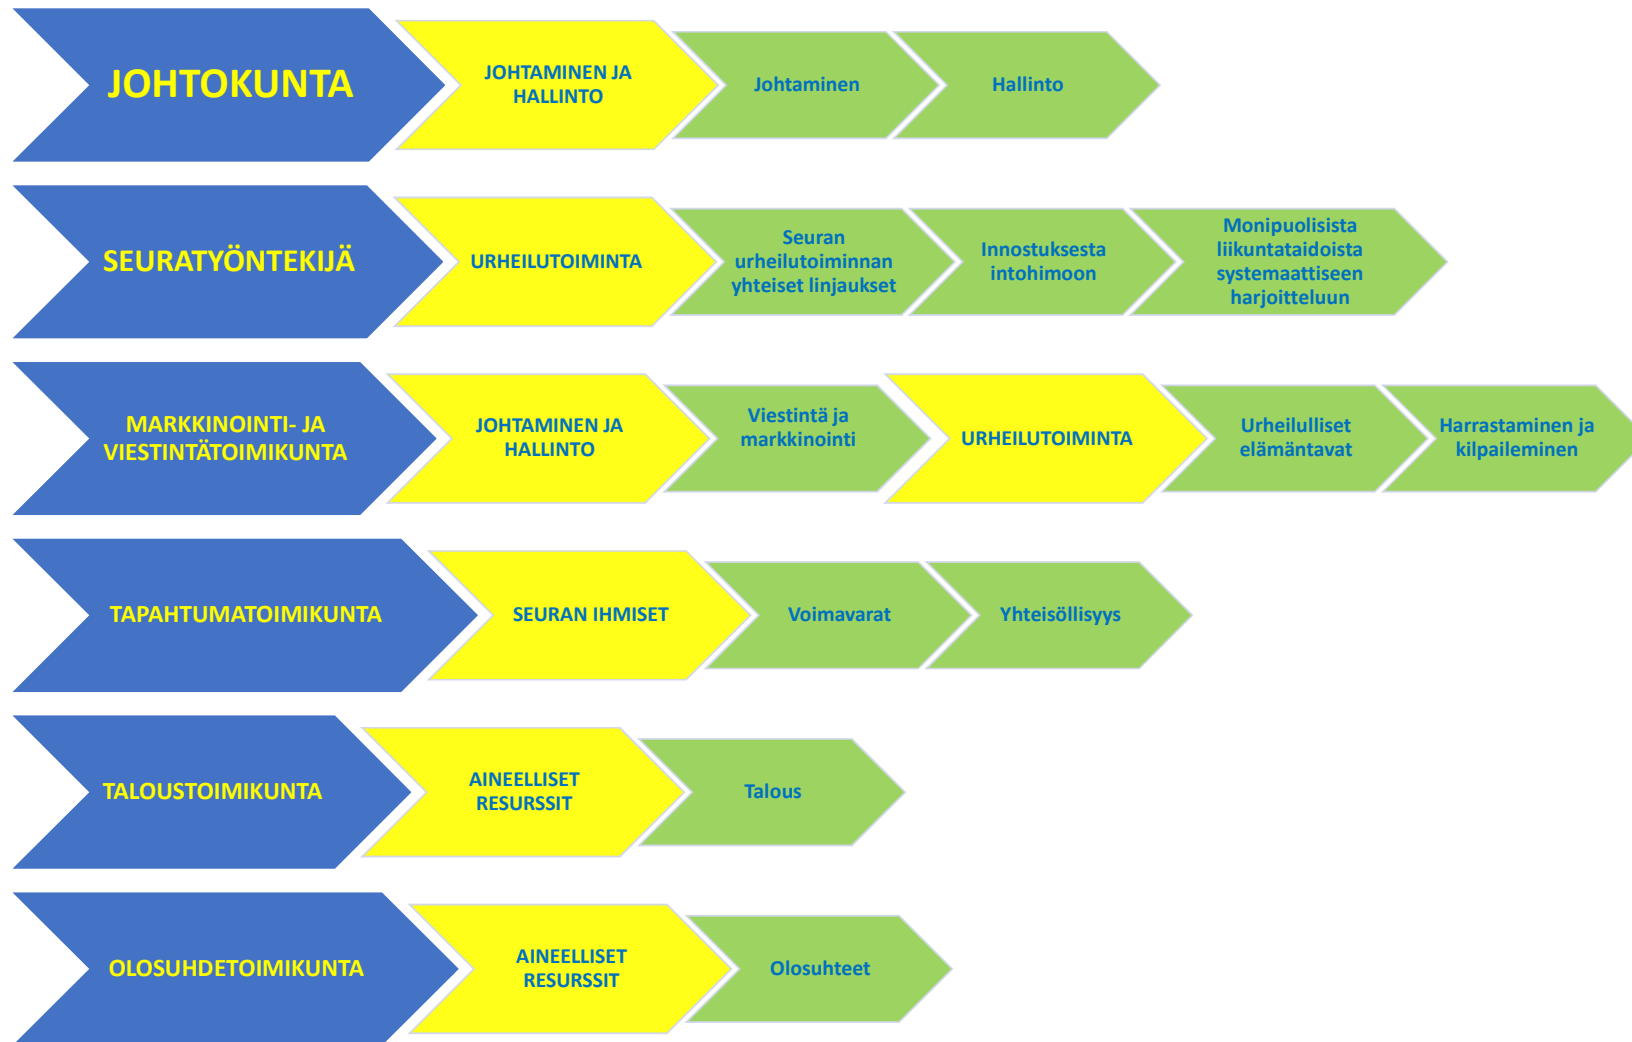 JOHTOKUNTA
JOHTAMINEN JA
HALLINTO
Johtaminen
Hallinto
SEURATYÖNTEKIJÄ
URHEILUTOIMINTA
Seuran
urheilutoiminnan
yhteiset linjaukset
Innostuksesta
intohimoon
Monipuolisista
liikuntataidoista
systemaattiseen
harjoitteluun
MARKKINOINTI- JA
VIESTINTÄTOIMIKUNTA
JOHTAMINEN JA
HALLINTO
Viestintä ja
markkinointi
URHEILUTOIMINTA
Urheilulliset
elämäntavat
Harrastaminen ja
kilpaileminen
TAPAHTUMATOIMIKUNTA
SEURAN IHMISET
Voimavarat
Yhteisöllisyys
TALOUSTOIMIKUNTA
AINEELLISET
RESURSSIT
Talous
OLOSUHDETOIMIKUNTA
AINEELLISET
RESURSSIT
Olosuhteet